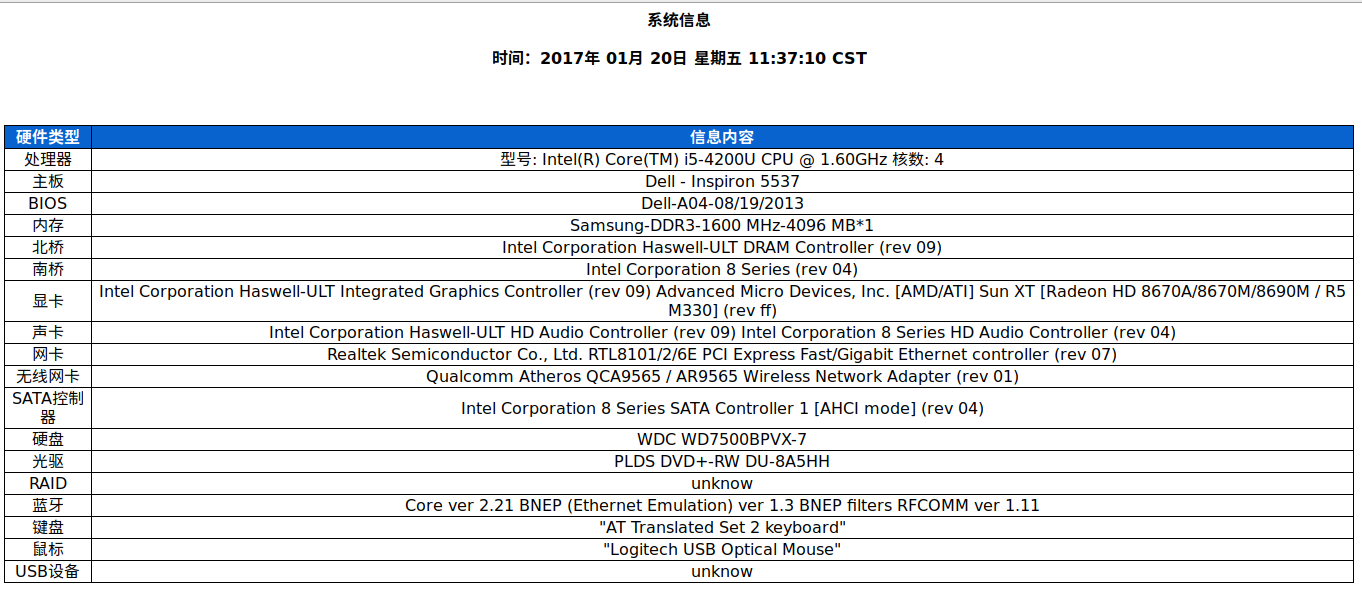 系统信息
时间：2017年 01月 20日 星期五 11:37:10 CST
硬件类型 信息内容
处理器 型号: Intel(R) Core(TM) i5-4200U CPU @ 1.60GHz 核数: 4
主板 Dell - Inspiron 5537
BIOS Dell-A04-08/19/2013
内存 Samsung-DDR3-1600 MHz-4096 MB*1
北桥 Intel Corporation Haswell-ULT DRAM Controller (rev 09)
南桥 Intel Corporation 8 Series (rev 04)
显卡 Intel Corporation Haswell-ULT Integrated Graphics Controller (rev 09) Advanced Micro Devices, Inc. [AMD/ATI] Sun XT [Radeon HD 8670A/8670M/8690M / R5
M330] (rev ff)
声卡 Intel Corporation Haswell-ULT HD Audio Controller (rev 09) Intel Corporation 8 Series HD Audio Controller (rev 04)
网卡 Realtek Semiconductor Co., Ltd. RTL8101/2/6E PCI Express Fast/Gigabit Ethernet controller (rev 07)
无线网卡 Qualcomm Atheros QCA9565 / AR9565 Wireless Network Adapter (rev 01)
SATA控制
器 Intel Corporation 8 Series SATA Controller 1 [AHCI mode] (rev 04)
硬盘 WDC WD7500BPVX-7
光驱 PLDS DVD+-RW DU-8A5HH
RAID unknow
蓝牙 Core ver 2.21 BNEP (Ethernet Emulation) ver 1.3 BNEP filters RFCOMM ver 1.11
键盘 "AT Translated Set 2 keyboard"
鼠标 "Logitech USB Optical Mouse"
USB设备 unknow